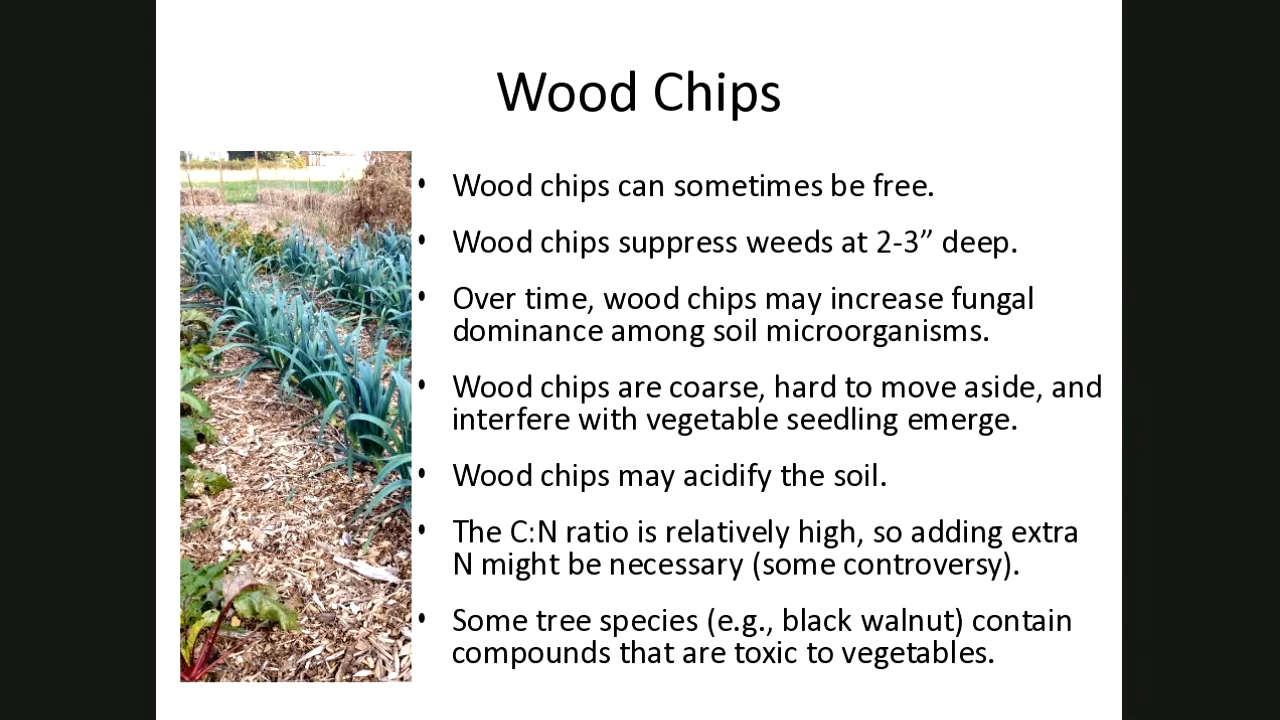 Wood Chips
• Wood chips can sometimes be free.
• Wood chips suppress weeds at 2-3” deep.
• Over time, wood chips may increase fungal
dominance among soil microorganisms.
• Wood chips are coarse, hard to move aside, and
interfere with vegetable seedling emerge.
• Wood chips may acidify the soil.
• The C:N ratio is relatively high, so adding extra
N might be necessary (some controversy).
• Some tree species (e.g., black walnut) contain
compounds that are toxic to vegetables.